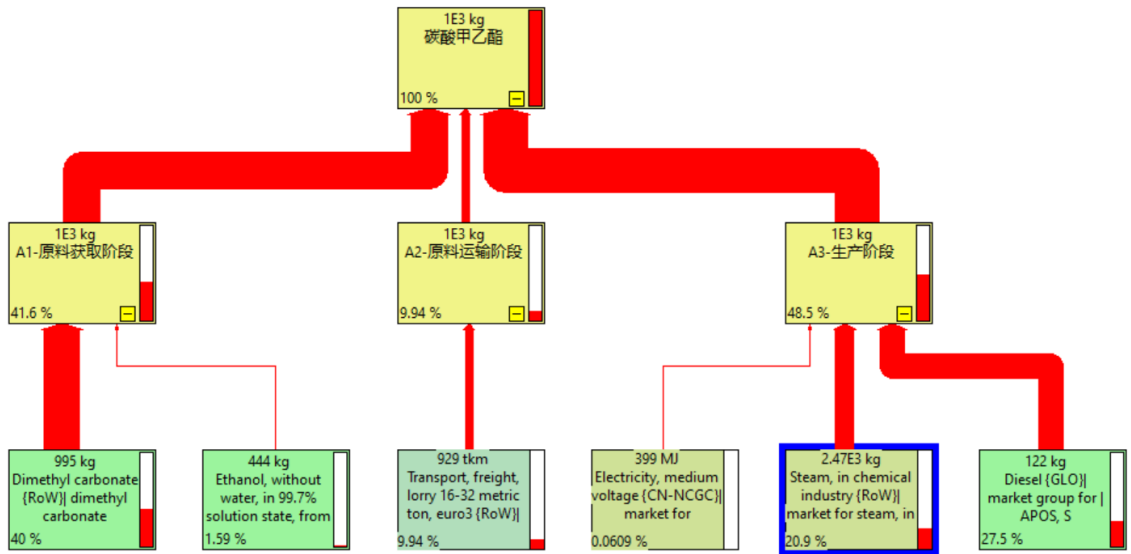 1E3 kg
碳酸甲乙酯
100 %
1E3 kg
A1-原料获取阶段
41.6 %
1E3 kg
A2-原料运输阶段
9.94 %
1E3 kg
A3-生产阶段
48.5 %
995 kg
Dimethyl carbonate
{RoW}| dimethyl
carbonate
40 %
444 kg
Ethanol, without
water, in 99.7%
solution state, from
1.59 %
929 tkm
Transport, freight,
lorry 16-32 metric
ton, euro3 {RoW}|
9.94 %
399 MJ
Electricity, medium
voltage {CN-NCGC}|
market for
0.0609 %
2.47E3 kg
Steam, in chemical
industry {RoW}|
market for steam, in
20.9 %
122 kg
Diesel {GLO}|
market group for |
APOS, S
27.5 %